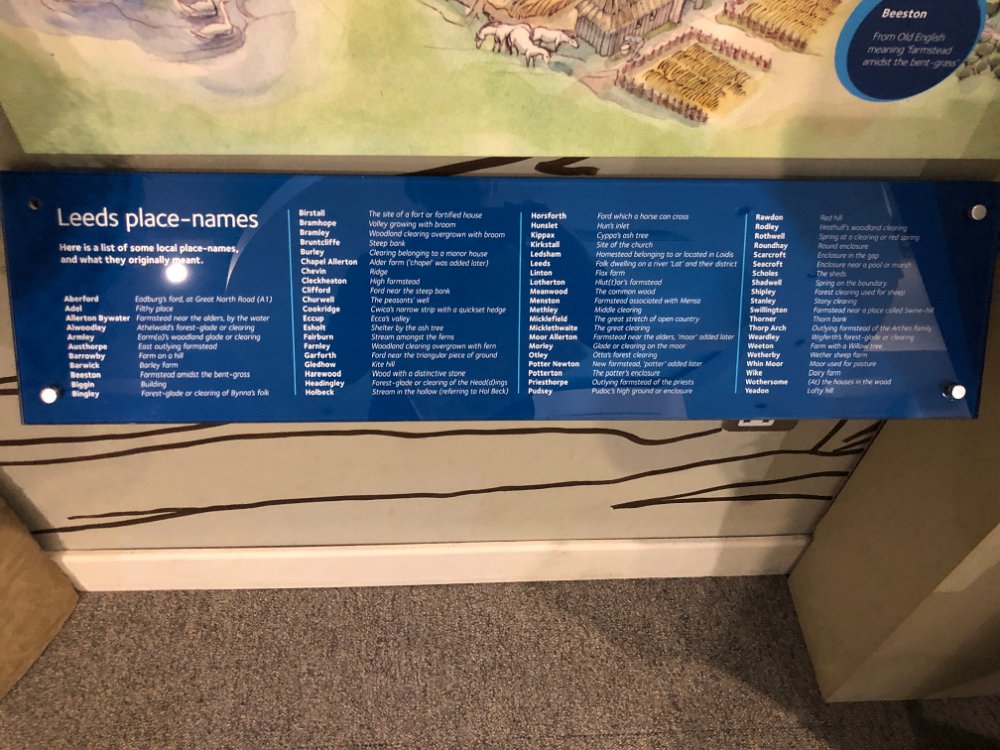 Beeston
From Old English
meaning 'farmstead
amidst the bent-grass'
Leeds place-names
Here is a list of some local place-names,
and what they originally meant.
Aberford Eadburg's ford, at Great North Road (A1)
Adel Filthy place
Allerton Bywater Farmstead near the alders, by the water
Alwoodley Athelwald's forest-glade or clearing
Armley Earm(a)'s woodland glade or clearing
Austhorpe East outlying farmstead
Barrowby Farm on a hill
Barwick Barley farm
Beeston Farmstead amidst the bent-grass
Biggin Building
Bingley Forest-glade or clearing of Bynna's folk
Birstall The site of a fort or fortified house
Bramhope Valley growing with broom
Bramley Woodland clearing overgrown with broom
Bruntcliffe Steep bank
Burley Clearing belonging to a manor house
Chapel Allerton Alder farm ('chapel' was added later)
Chevin Ridge
Cleckheaton High farmstead
Clifford Ford near the steep bank
Churwell The peasants' well
Cookridge Cwica's narrow strip with a quickset hedge
Eccup Ecca's valley
Esholt Shelter by the ash tree
Fairburn Stream amongst the ferns
Farnley Woodland clearing overgrown with fern
Garforth Ford near the triangular piece of ground
Gledhow Kite hill
Harewood Wood with a distinctive stone
Headingley Forest-glade or clearing of the Head(d)ings
Holbeck Stream in the hollow (referring to Hol Beck)
Horsforth Ford which a horse can cross
Hunslet Hun's inlet
Kippax Cyppa's ash tree
Kirkstall Site of the church
Ledsham Homestead belonging to or located in Loidis
Leeds Folk dwelling on a river 'Lat' and their district
Linton Flax farm
Lotherton Hlut(t)or's farmstead
Meanwood The common wood
Menston Farmstead associated with Mensa
Methley Middle clearing
Micklefield The great stretch of open country
Micklethwaite The great clearing
Moor Allerton Farmstead near the alders, 'moor' added later
Morley Glade or clearing on the moor
Otley Otta's forest clearing
Potter Newton New farmstead, 'potter' added later
Potterton The potter's enclosure
Priesthorpe Outlying farmstead of the priests
Pudsey Pudoc's high ground or enclosure
Rawdon Red hill
Rodley Hrothulf's woodland clearing
Rothwell Spring at a clearing or red spring
Roundhay Round enclosure
Scarcroft Enclosure in the gap
Seacroft Enclosure near a pool or marsh
Scholes The sheds
Shadwell Spring on the boundary
Shipley Forest clearing used for sheep
Stanley Stony clearing
Swillington Farmstead near a place called Swine-hill
Thorner Thorn bank
Thorp Arch Outlying farmstead of the Arches family
Weardley Wigferth's forest-glade or clearing
Weeton Farm with a Willow tree
Wetherby Wether sheep farm
Whin Moor Moor used for pasture
Wike Dairy farm
Wothersome (At) the houses in the wood
Yeadon Lofty hill